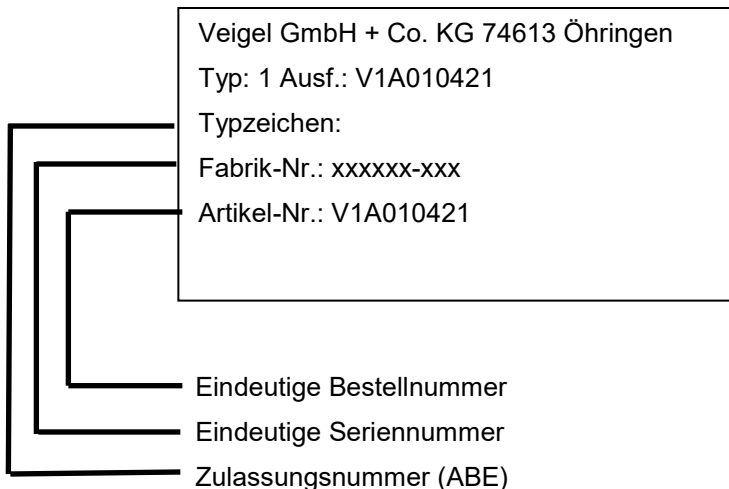 Veigel GmbH + Co. KG 74613 Öhringen
Typ: 1 Ausf.: V1A010421
Typzeichen:
Fabrik-Nr.: xxxxxx-xxx
Artikel-Nr.: V1A010421
Eindeutige Bestellnummer
Eindeutige Seriennummer
Zulassungsnummer (ABE)